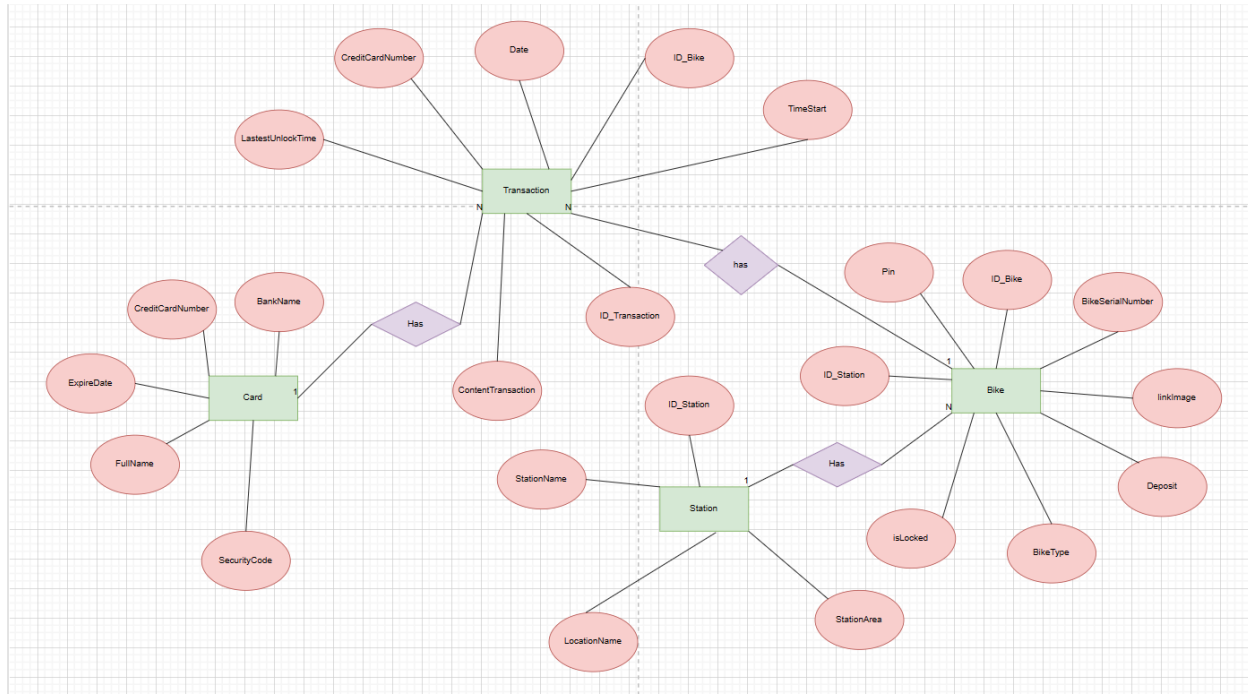 Date
CreditCardNumber
ID_Bike
TimeStart
LastestUnlockTime
Transaction
N
N
has
Pin
ID_Bike
BikeSerialNumber
BankName
CreditCardNumber
Has
ID_Transaction
1
ID_Station
Bike
ExpireDate
ContentTransaction
1
Card
ID_Station
N
linkImage
FullName
Has
StationName
1
Deposit
Station
isLocked
BikeType
SecurityCode
StationArea
LocationName